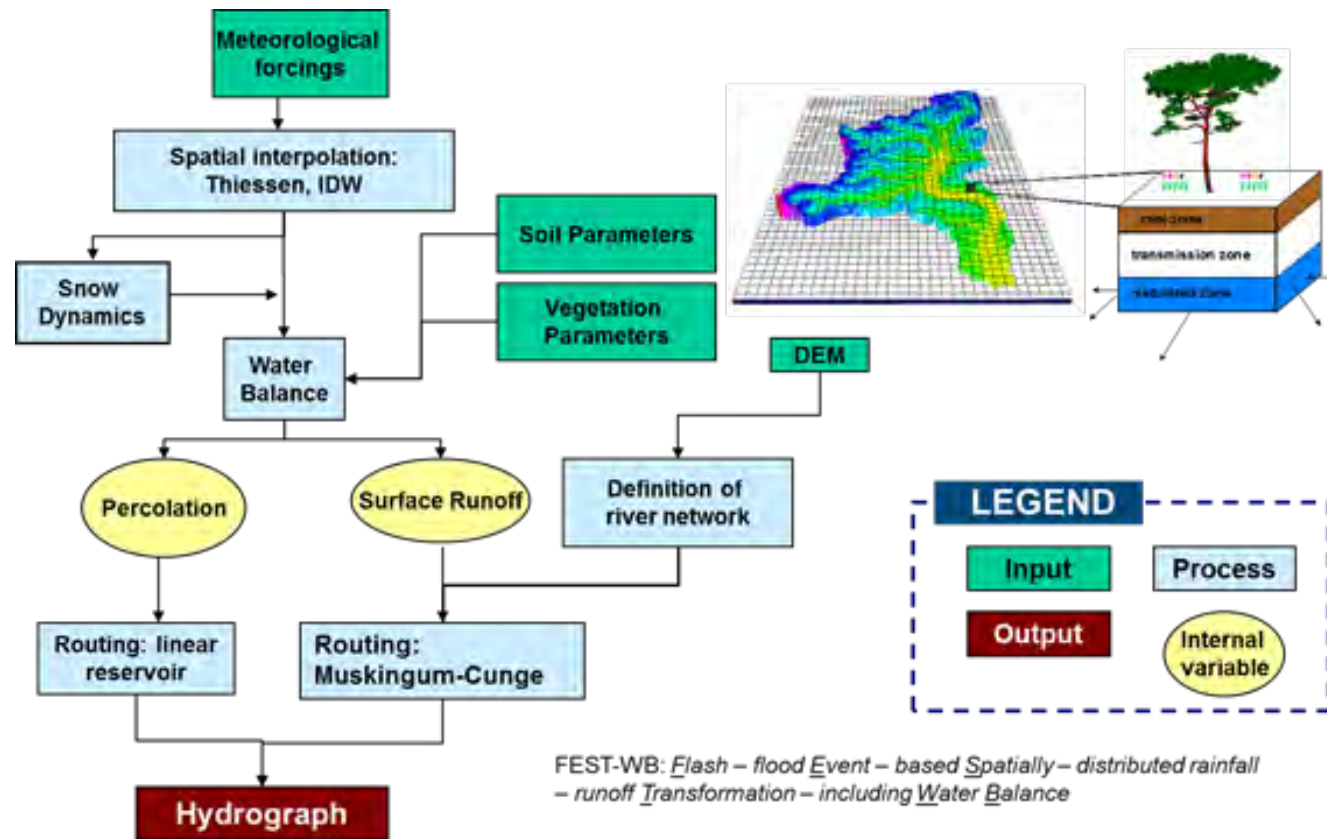 Meteorological
forcings
Spatial interpolation:
Thiessen, IDW
Soil Parameters
Snow
Dynamics
Vegetation
Parameters
Water
Balance
DEM
transmission zone
Percolation
Surface Runoff
Definition of
river network
Routing: linear
reservoir
Routing:
Muskingum-Cunge
Hydrograph
LEGEND
Input
Process
Output
Internal
variable
FEST-WB: Flash – flood Event – based Spatially – distributed rainfall
– runoff Transformation – including Water Balance